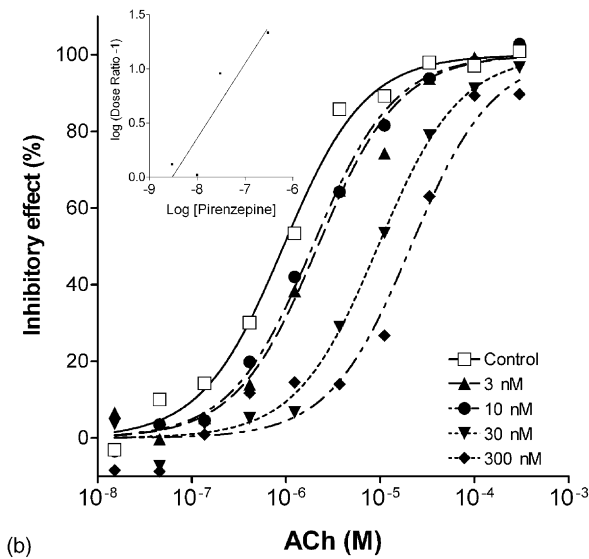 log (Dose Ratio -1)
1.5
1.0
0.5
0.0
-9
-8
-7
-6
Log [Pirenzepine]
Inhibitory effect (%)
100
80
60
40
20
0
10-8
10-7
10-6
10-5
10-4
10-3
ACh (M)
Control
3 nM
10 nM
30 nM
300 nM
(b)